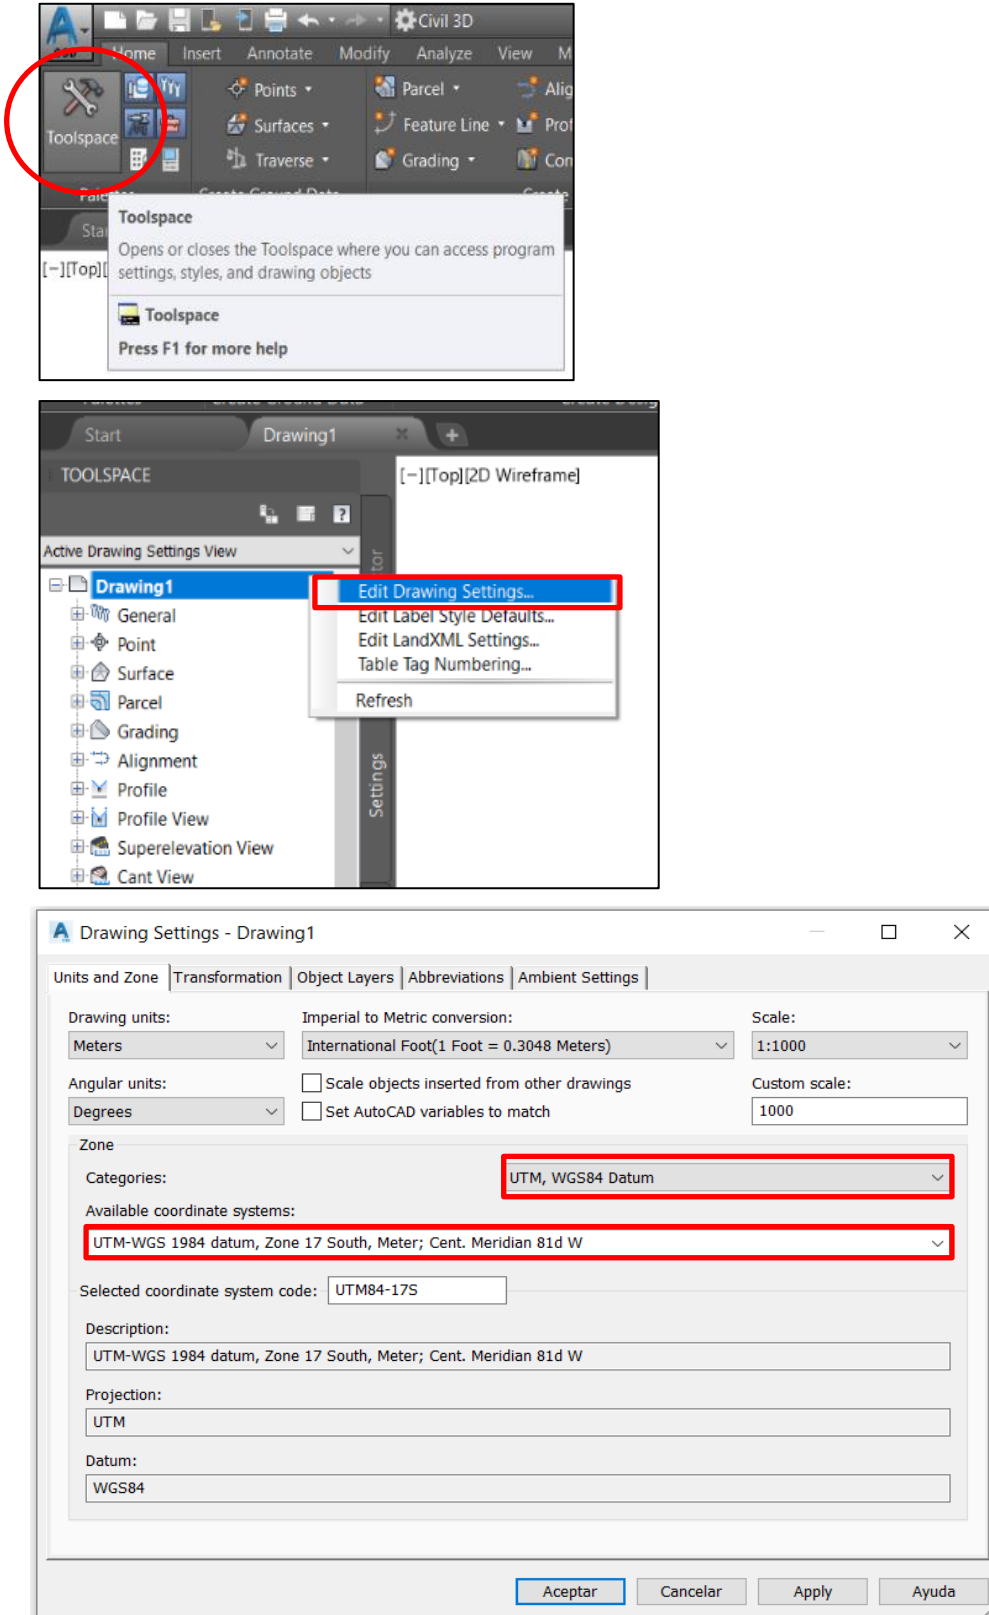 Civil 3D
Home Insert Annotate Modify Analyze View M
Toolspace
Points
Surfaces
Traverse
Parcel
Feature Line
Grading
Alig
Prof
Con
Toolspace
Opens or closes the Toolspace where you can access program
settings, styles, and drawing objects
Toolspace
Press F1 for more help
[−][Top][
Start Drawing1
TOOLSPACE
[−][Top][2D Wireframe]
Active Drawing Settings View
Drawing1
General
Point
Surface
Parcel
Grading
Alignment
Profile
Profile View
Superelevation View
Cant View
Edit Drawing Settings...
Edit Label Style Defaults...
Edit LandXML Settings...
Table Tag Numbering...
Refresh
Settings
Drawing Settings - Drawing1
Units and Zone Transformation Object Layers Abbreviations Ambient Settings
Drawing units: Imperial to Metric conversion: Scale:
Meters International Foot(1 Foot = 0.3048 Meters) 1:1000
Angular units: Scale objects inserted from other drawings Custom scale:
Degrees Set AutoCAD variables to match 1000
Zone
Categories: UTM, WGS84 Datum
Available coordinate systems:
UTM-WGS 1984 datum, Zone 17 South, Meter; Cent. Meridian 81d W
Selected coordinate system code: UTM84-17S
Description:
UTM-WGS 1984 datum, Zone 17 South, Meter; Cent. Meridian 81d W
Projection:
UTM
Datum:
WGS84
Aceptar Cancelar Apply Ayuda